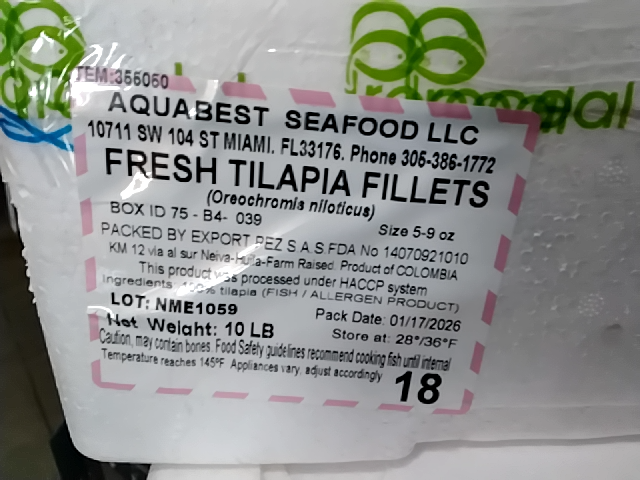 TEM:355060
AQUABEST SEAFOOD LLC
10711 SW 104 ST MIAMI. FL33176. Phone 305-386-1772
FRESH TILAPIA FILLETS
(Oreochromis niloticus)
BOX ID 75 - B4- 039
Size 5-9 oz
PACKED BY EXPORT PEZ S.A.S.FDA No 14070921010
KM 12 via al sur Neiva-Huila-Farm Raised. Product of COLOMBIA
This product was processed under HACCP system
Ingredients: 100% tilapia (FISH / ALLERGEN PRODUCT)
LOT: NME1059
Pack Date: 01/17/2026
Net Weight: 10 LB
Store at: 28°/36°F
Caution, may contain bones. Food Safety guidelines recommend cooking fish until internal
Temperature reaches 145ºF Appliances vary, adjust accordingly
18